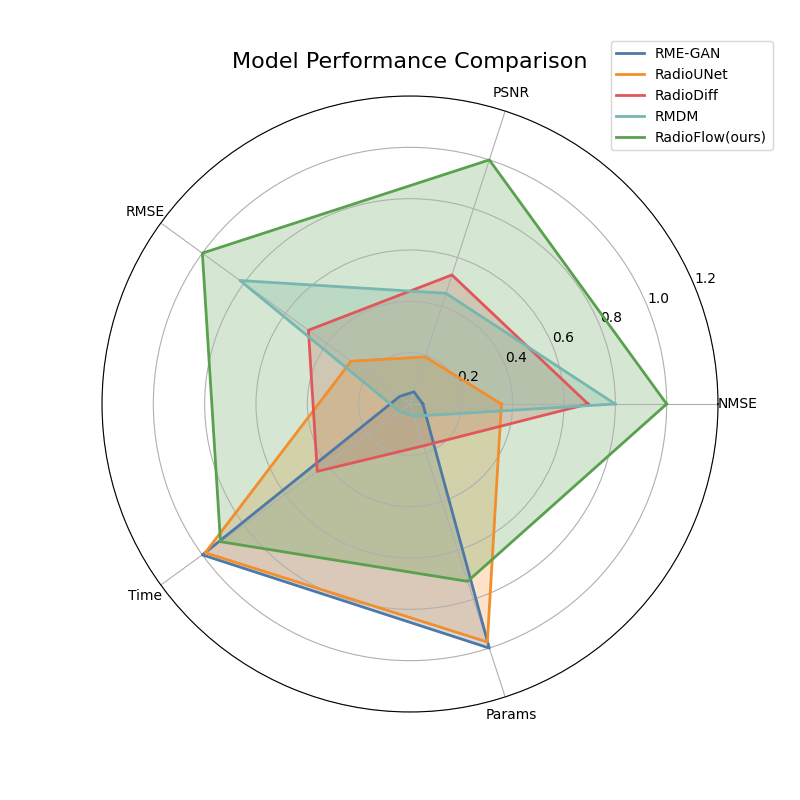 Model Performance Comparison
RME-GAN
RadioUNet
RadioDiff
RMDM
RadioFlow(ours)
PSNR
RMSE
1.2
1.0
0.8
0.6
0.4
0.2
NMSE
Time
Params